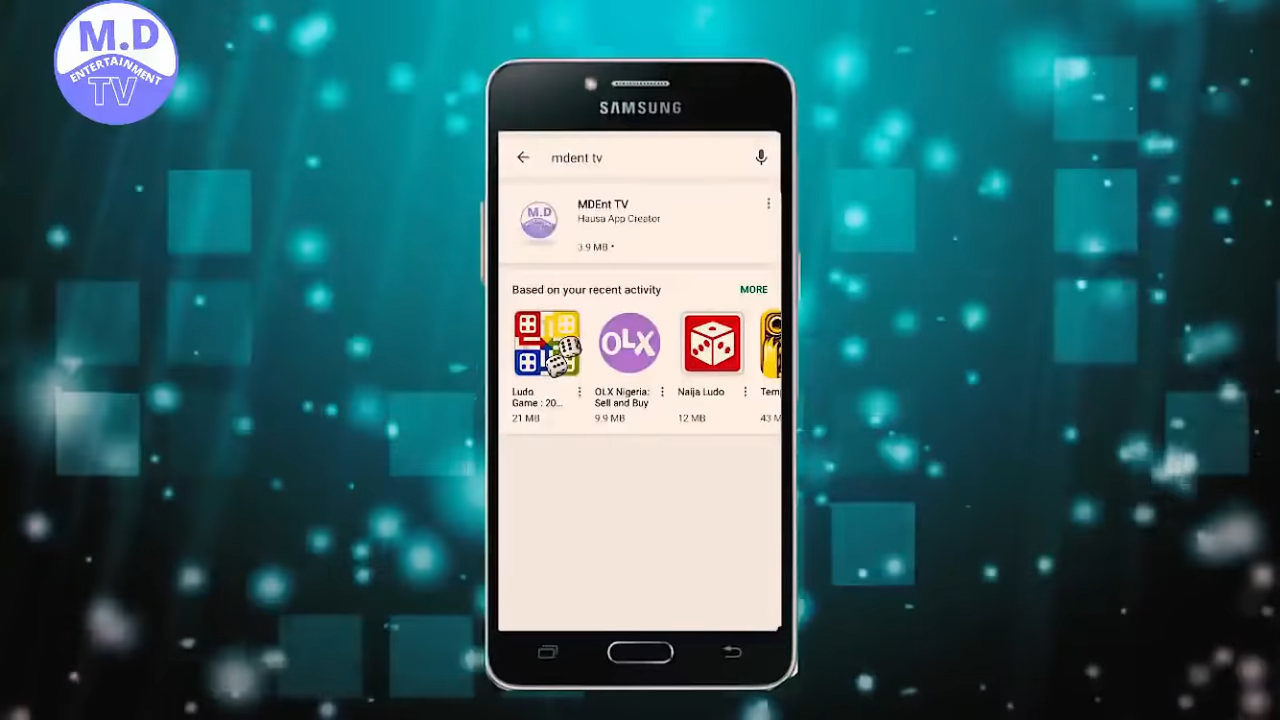 M.D
ENTERTAINMENT
TV
SAMSUNG
mdent tv
M.D
MDEnt TV
Hausa App Creator
3.9 MB •
Based on your recent activity
MORE
OLX
Ludo
Game : 20...
21 MB
OLX Nigeria:
Sell and Buy
9.9 MB
Naija Ludo
12 MB
Tem
43 M